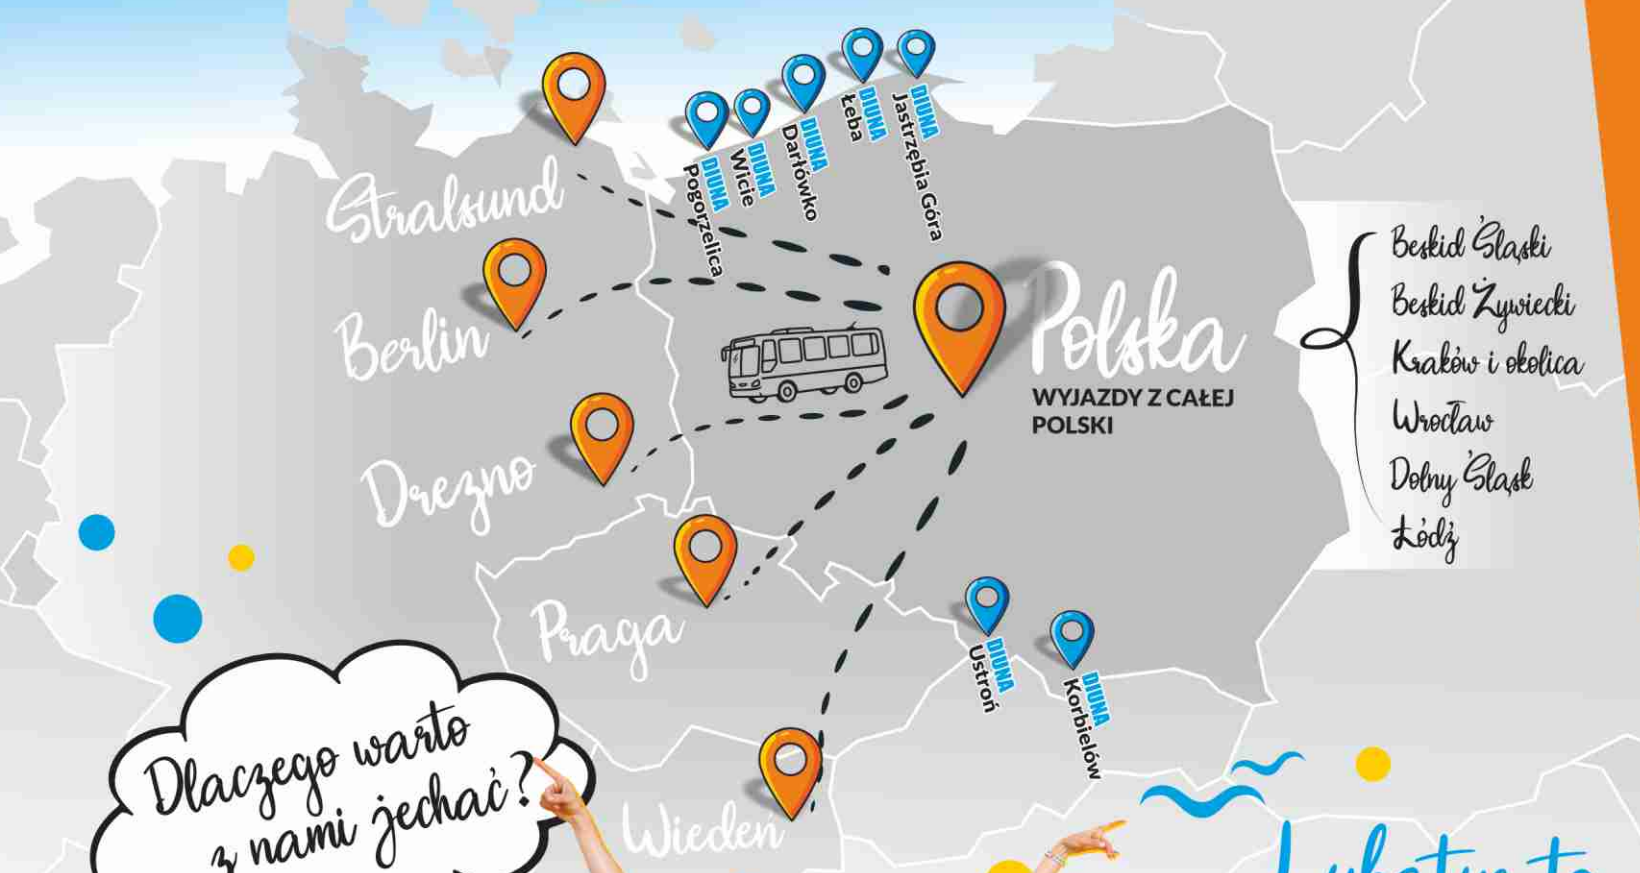 DIUNA
Łeba
DIUNA
Jastrzębia Góra
DIUNA
Darłówko
DIUNA
Wicie
DIUNA
Pogorzelica
Stralsund
Berlin
Polska
WYJAZDY Z CAŁEJ
POLSKI
Beskid Śląski
Beskid Żywiecki
Kraków i okolica
Wrocław
Dolny Śląsk
Łódź
Drezno
Praga
DIUNA
Ustroń
DIUNA
Korbielów
Wiedeń
Dlaczego warto
z nami jechać?